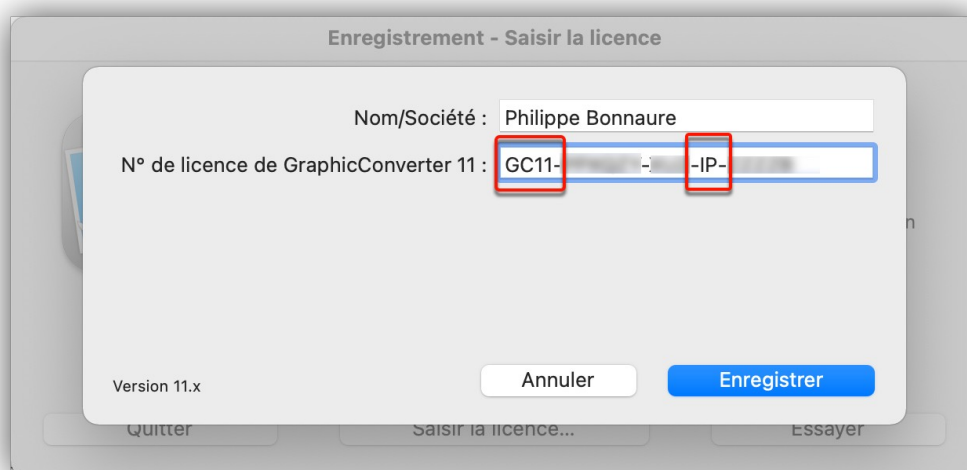 Enregistrement - Saisir la licence
Nom/Société : Philippe Bonnaure
N° de licence de GraphicConverter 11 : GC11- - -IP-
n
Version 11.x
Annuler
Enregistrer
Quitter
Saisir la licence...
Essayer